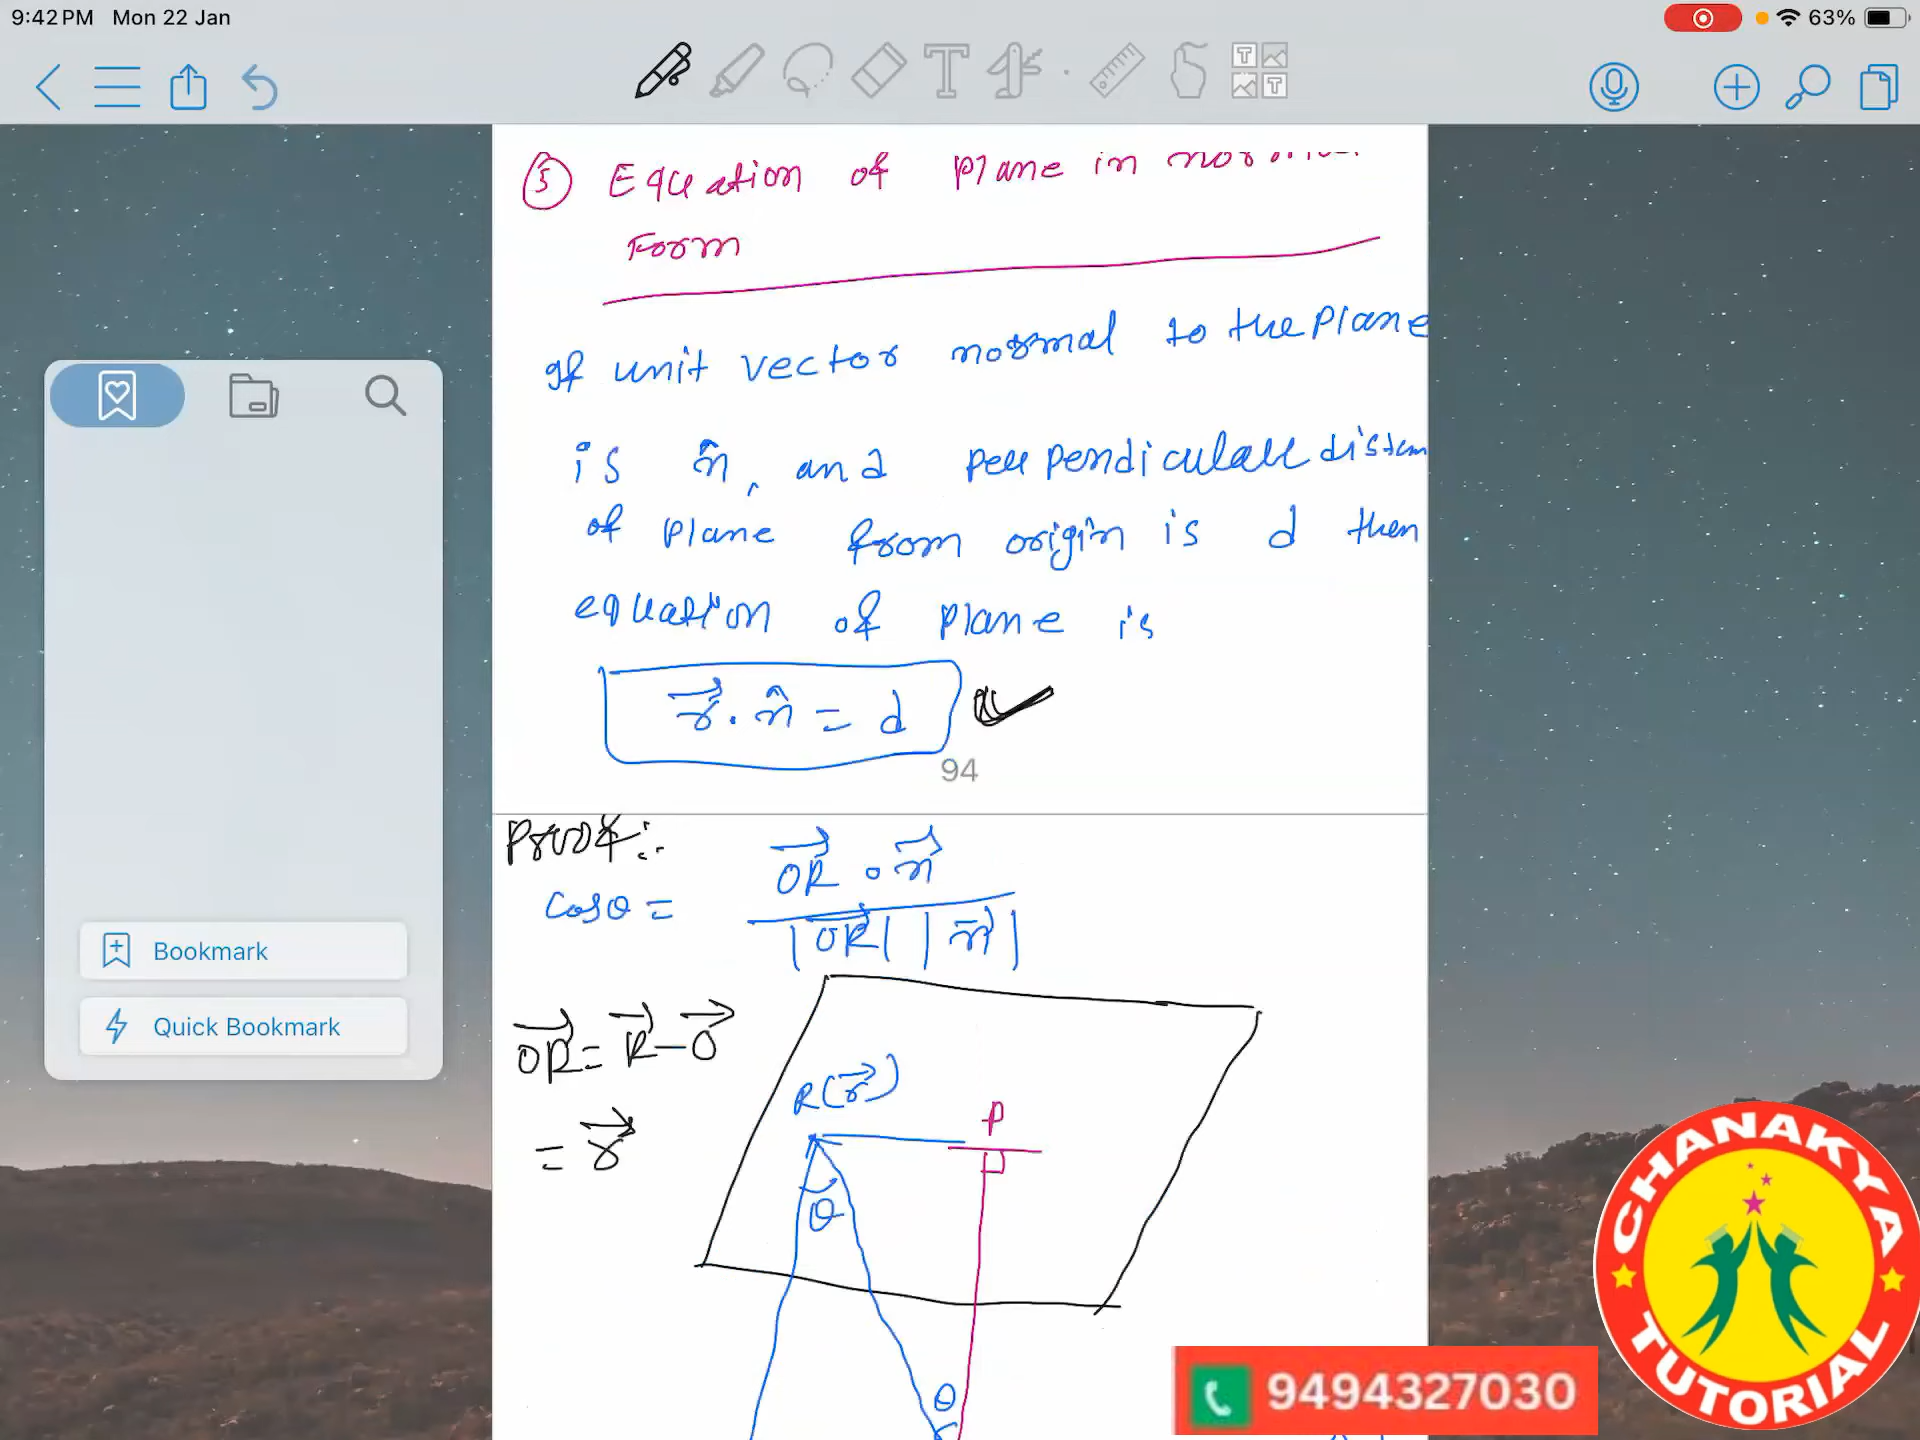 9:42 PM Mon 22 Jan
63%
T
T
T
5 Equation of Plane in normal
Form
If unit vector normal to the Plane
is n̂, and perpendicular
of plane from origin is d then
equation of plane is
r⃗ . n̂ = d
94
Proof:-
cosθ = OR⃗ . n⃗ / |OR⃗| |n⃗|
OR⃗ = R⃗ - O⃗
= r⃗
R(r⃗)
P
θ
θ
Bookmark
Quick Bookmark
CHANAKYA
TUTORIAL
9494327030